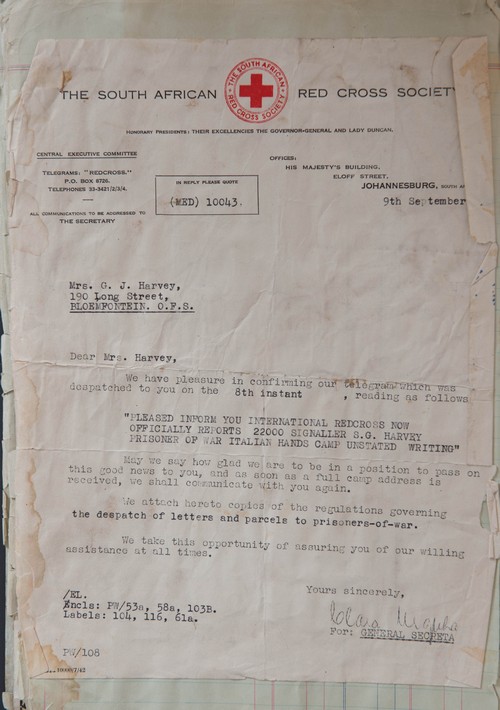 THE SOUTH AFRICAN RED CROSS SOCIETY
THE SOUTH AFRICAN RED CROSS SOCIETY
HONORARY PRESIDENTS: THEIR EXCELLENCIES THE GOVERNOR-GENERAL AND LADY DUNCAN.
CENTRAL EXECUTIVE COMMITTEE
TELEGRAMS: "REDCROSS."
P.O. BOX 8726.
TELEPHONES 33-3421/2/3/4.
ALL COMMUNICATIONS TO BE ADDRESSED TO
THE SECRETARY
IN REPLY PLEASE QUOTE
(WED) 10043.
OFFICES:
HIS MAJESTY'S BUILDING,
ELOFF STREET,
JOHANNESBURG, SOUTH
9th September
Mrs. G. J. Harvey,
190 Long Street,
BLOEMFONTEIN. O.F.S.
Dear Mrs. Harvey,
We have pleasure in confirming our telegram which was
despatched to you on the 8th instant , reading as follows
"PLEASED INFORM YOU INTERNATIONAL REDCROSS NOW
OFFICIALLY REPORTS 22000 SIGNALLER S.G. HARVEY
PRISONER OF WAR ITALIAN HANDS CAMP UNSTATED WRITING"
May we say how glad we are to be in a position to pass on
this good news to you, and as soon as a full camp address is
received, we shall communicate with you again.
We attach hereto copies of the regulations governing
the despatch of letters and parcels to prisoners-of-war.
We take this opportunity of assuring you of our willing
assistance at all times.
Yours sincerely,
For: GENERAL SECRETA
/EL.
Encls: PW/53a, 58a, 103B.
Labels: 104, 116, 61a.
PW/108